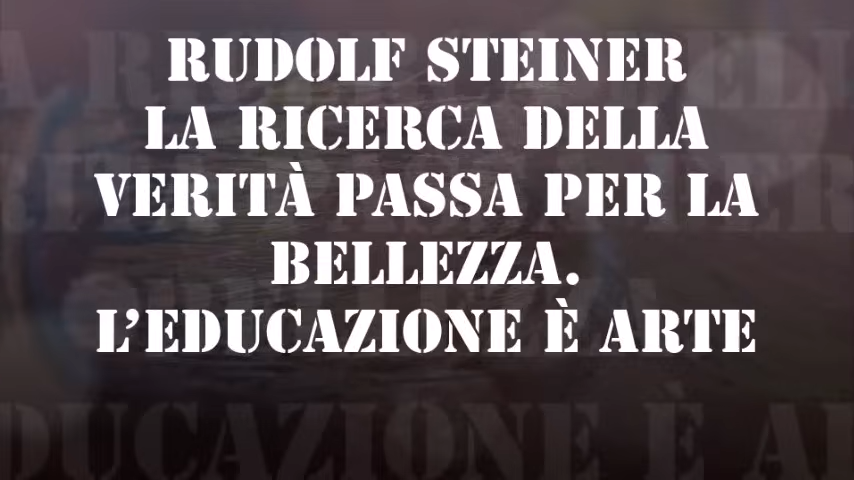 RUDOLF STEINER
LA RICERCA DELLA
VERITÀ PASSA PER LA
BELLEZZA.
L’EDUCAZIONE È ARTE